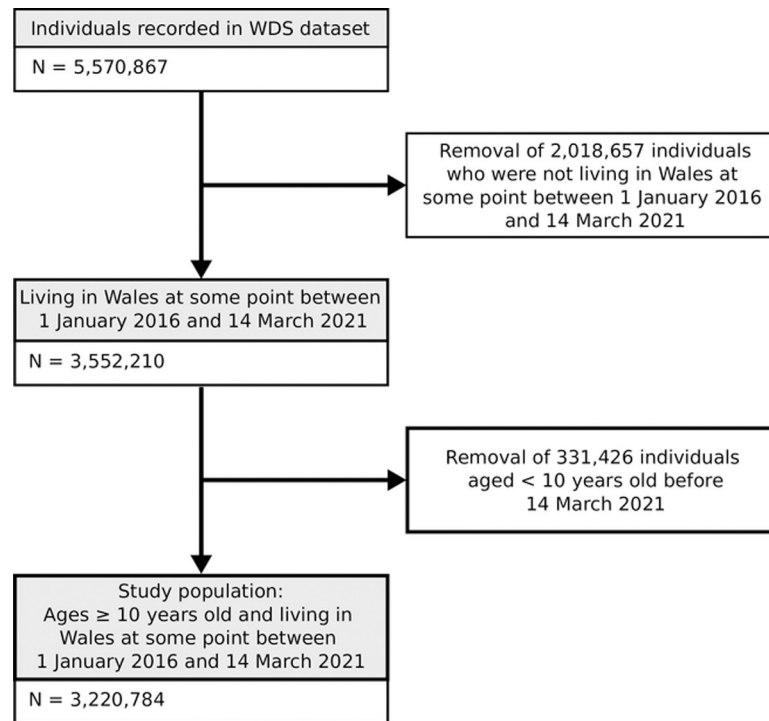 Individuals recorded in WDS dataset
N = 5,570,867
Removal of 2,018,657 individuals
who were not living in Wales at
some point between 1 January 2016
and 14 March 2021
Living in Wales at some point between
1 January 2016 and 14 March 2021
N = 3,552,210
Removal of 331,426 individuals
aged < 10 years old before
14 March 2021
Study population:
Ages ≥ 10 years old and living in
Wales at some point between
1 January 2016 and 14 March 2021
N = 3,220,784